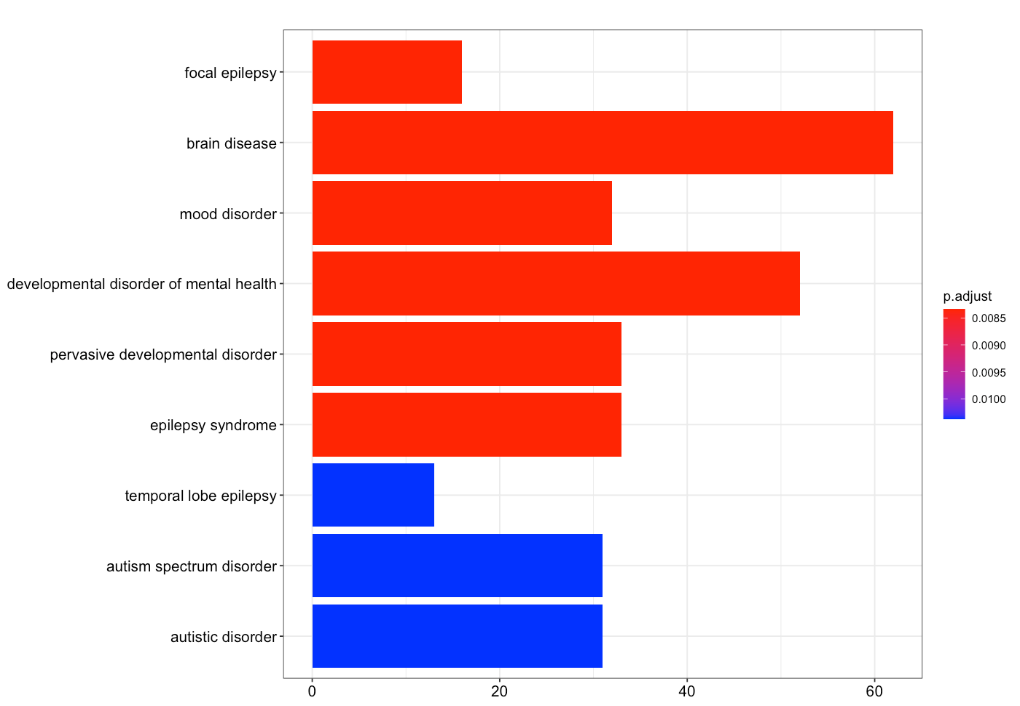 focal epilepsy
brain disease
mood disorder
developmental disorder of mental health
pervasive developmental disorder
epilepsy syndrome
temporal lobe epilepsy
autism spectrum disorder
autistic disorder
0 20 40 60
p.adjust
0.0085
0.0090
0.0095
0.0100